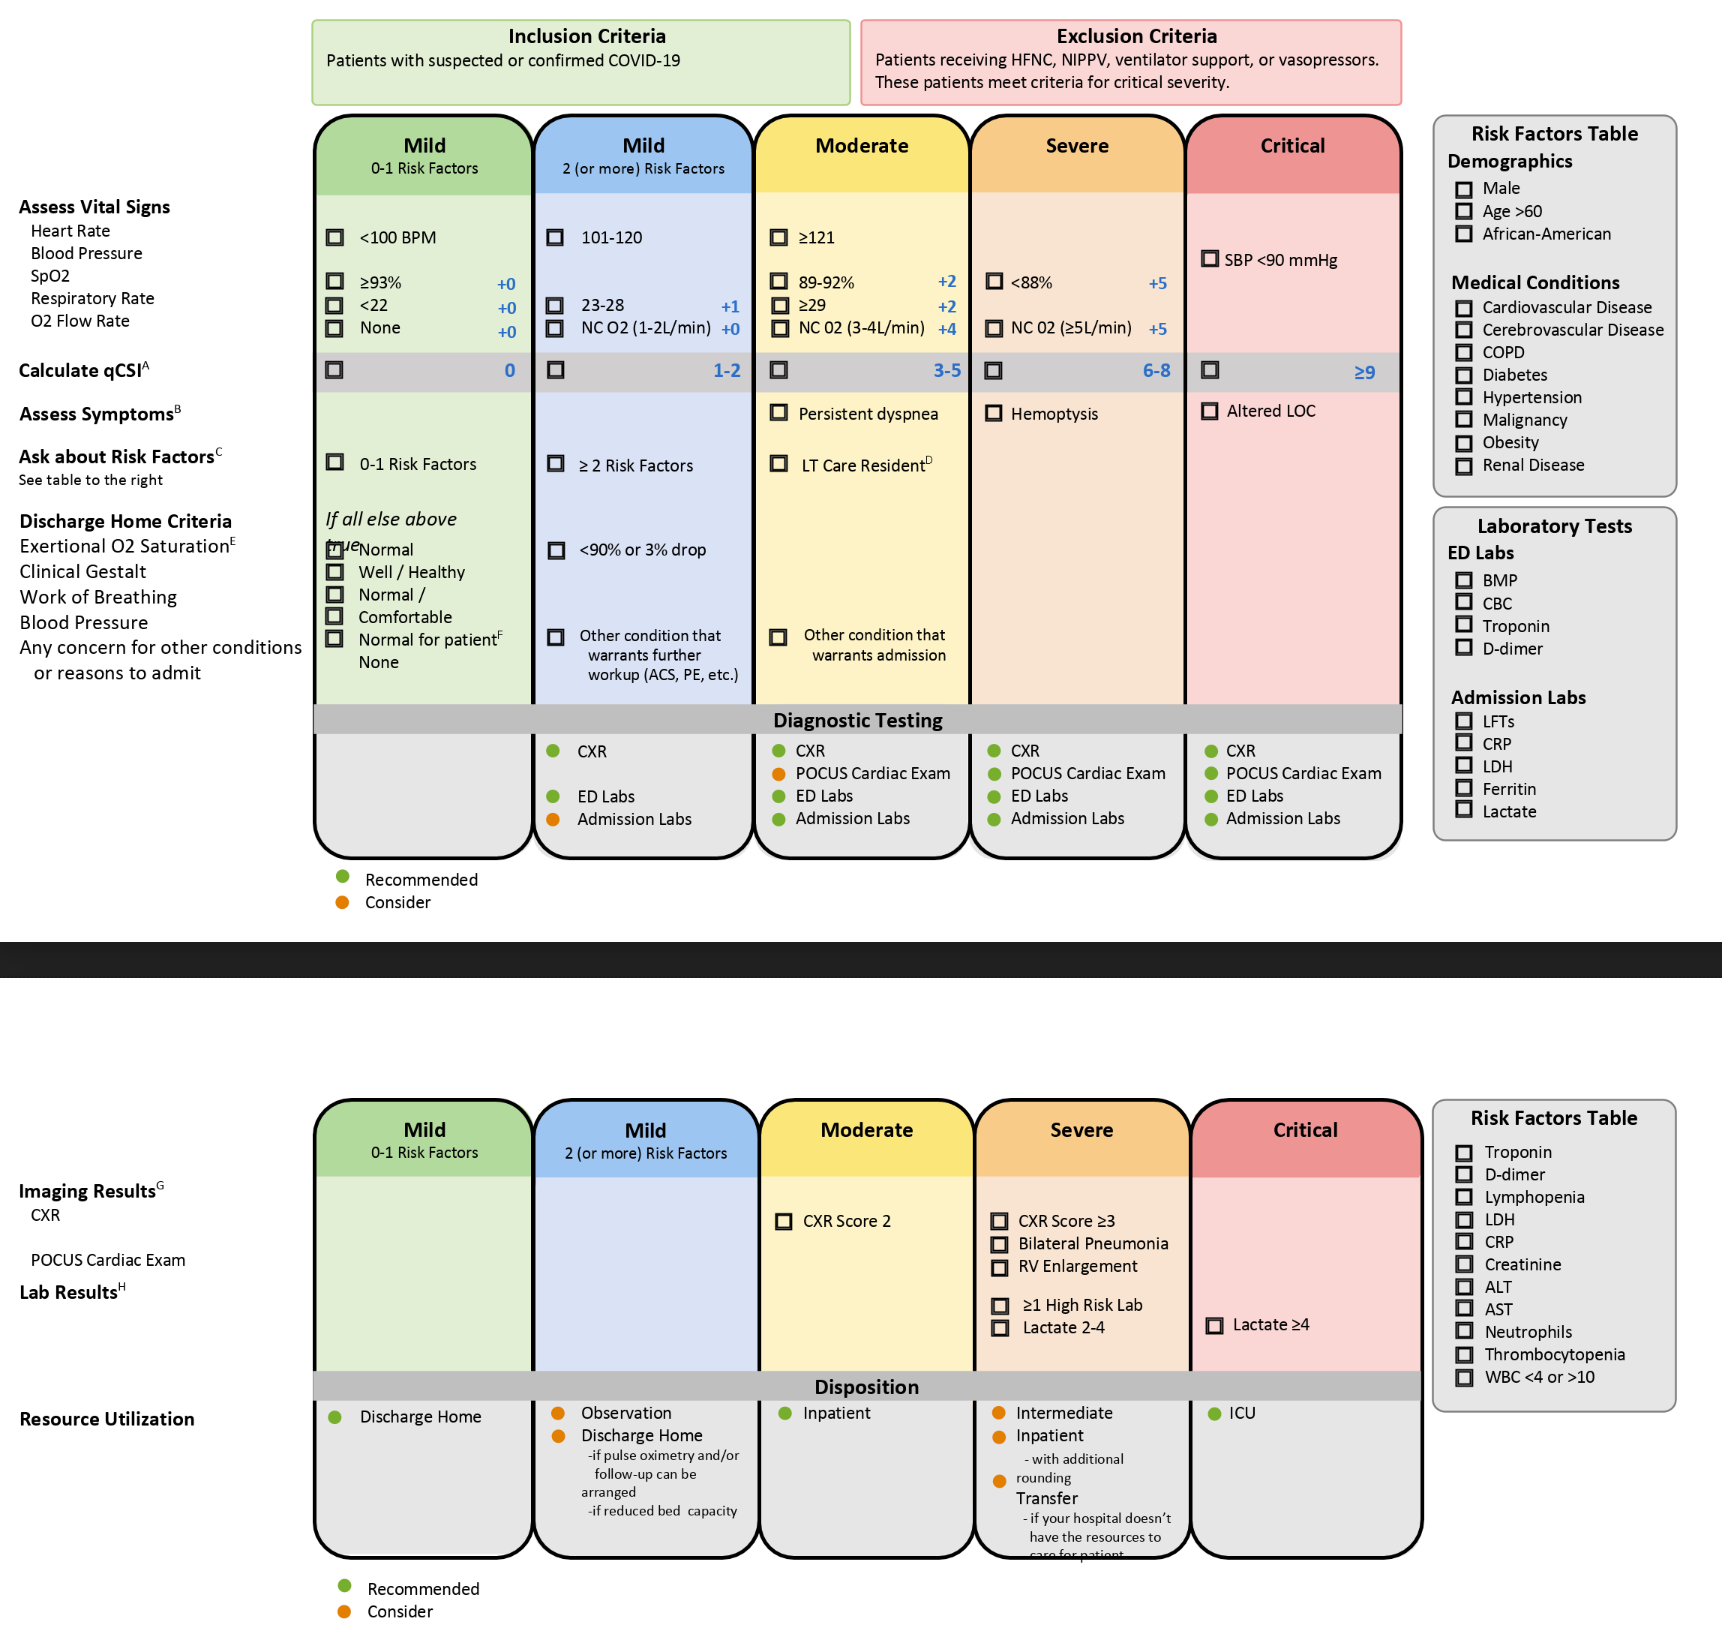 Inclusion Criteria
Patients with suspected or confirmed COVID-19
Exclusion Criteria
Patients receiving HFNC, NIPPV, ventilator support, or vasopressors.
These patients meet criteria for critical severity.
Mild
0-1 Risk Factors
Mild
2 (or more) Risk Factors
Moderate
Severe
Critical
Assess Vital Signs
Heart Rate
Blood Pressure
SpO2
Respiratory Rate
O2 Flow Rate
<100 BPM
≥93% +0
<22 +0
None +0
101-120
23-28 +1
NC O2 (1-2L/min) +0
≥121
89-92% +2
≥29 +2
NC 02 (3-4L/min) +4
<88% +5
NC 02 (≥5L/min) +5
SBP <90 mmHg
Calculate qCSI^A
0
1-2
3-5
6-8
≥9
Assess Symptoms^B
Persistent dyspnea
Hemoptysis
Altered LOC
Ask about Risk Factors^C
See table to the right
0-1 Risk Factors
≥ 2 Risk Factors
LT Care Resident^D
Discharge Home Criteria
Exertional O2 Saturation^E
Clinical Gestalt
Work of Breathing
Blood Pressure
Any concern for other conditions
or reasons to admit
If all else above
true
Normal
Well / Healthy
Normal /
Comfortable
Normal for patient^F
None
<90% or 3% drop
Other condition that
warrants further
workup (ACS, PE, etc.)
Other condition that
warrants admission
Diagnostic Testing
CXR
ED Labs
Admission Labs
CXR
POCUS Cardiac Exam
ED Labs
Admission Labs
CXR
POCUS Cardiac Exam
ED Labs
Admission Labs
CXR
POCUS Cardiac Exam
ED Labs
Admission Labs
Recommended
Consider
Risk Factors Table
Demographics
Male
Age >60
African-American
Medical Conditions
Cardiovascular Disease
Cerebrovascular Disease
COPD
Diabetes
Hypertension
Malignancy
Obesity
Renal Disease
Laboratory Tests
ED Labs
BMP
CBC
Troponin
D-dimer
Admission Labs
LFTs
CRP
LDH
Ferritin
Lactate
Mild
0-1 Risk Factors
Mild
2 (or more) Risk Factors
Moderate
Severe
Critical
Imaging Results^G
CXR
POCUS Cardiac Exam
Lab Results^H
CXR Score 2
CXR Score ≥3
Bilateral Pneumonia
RV Enlargement
≥1 High Risk Lab
Lactate 2-4
Lactate ≥4
Disposition
Resource Utilization
Discharge Home
Observation
Discharge Home
-if pulse oximetry and/or
follow-up can be
arranged
-if reduced bed capacity
Inpatient
Intermediate
Inpatient
- with additional
rounding
Transfer
- if your hospital doesn't
have the resources to
care for patient
ICU
Recommended
Consider
Risk Factors Table
Troponin
D-dimer
Lymphopenia
LDH
CRP
Creatinine
ALT
AST
Neutrophils
Thrombocytopenia
WBC <4 or >10